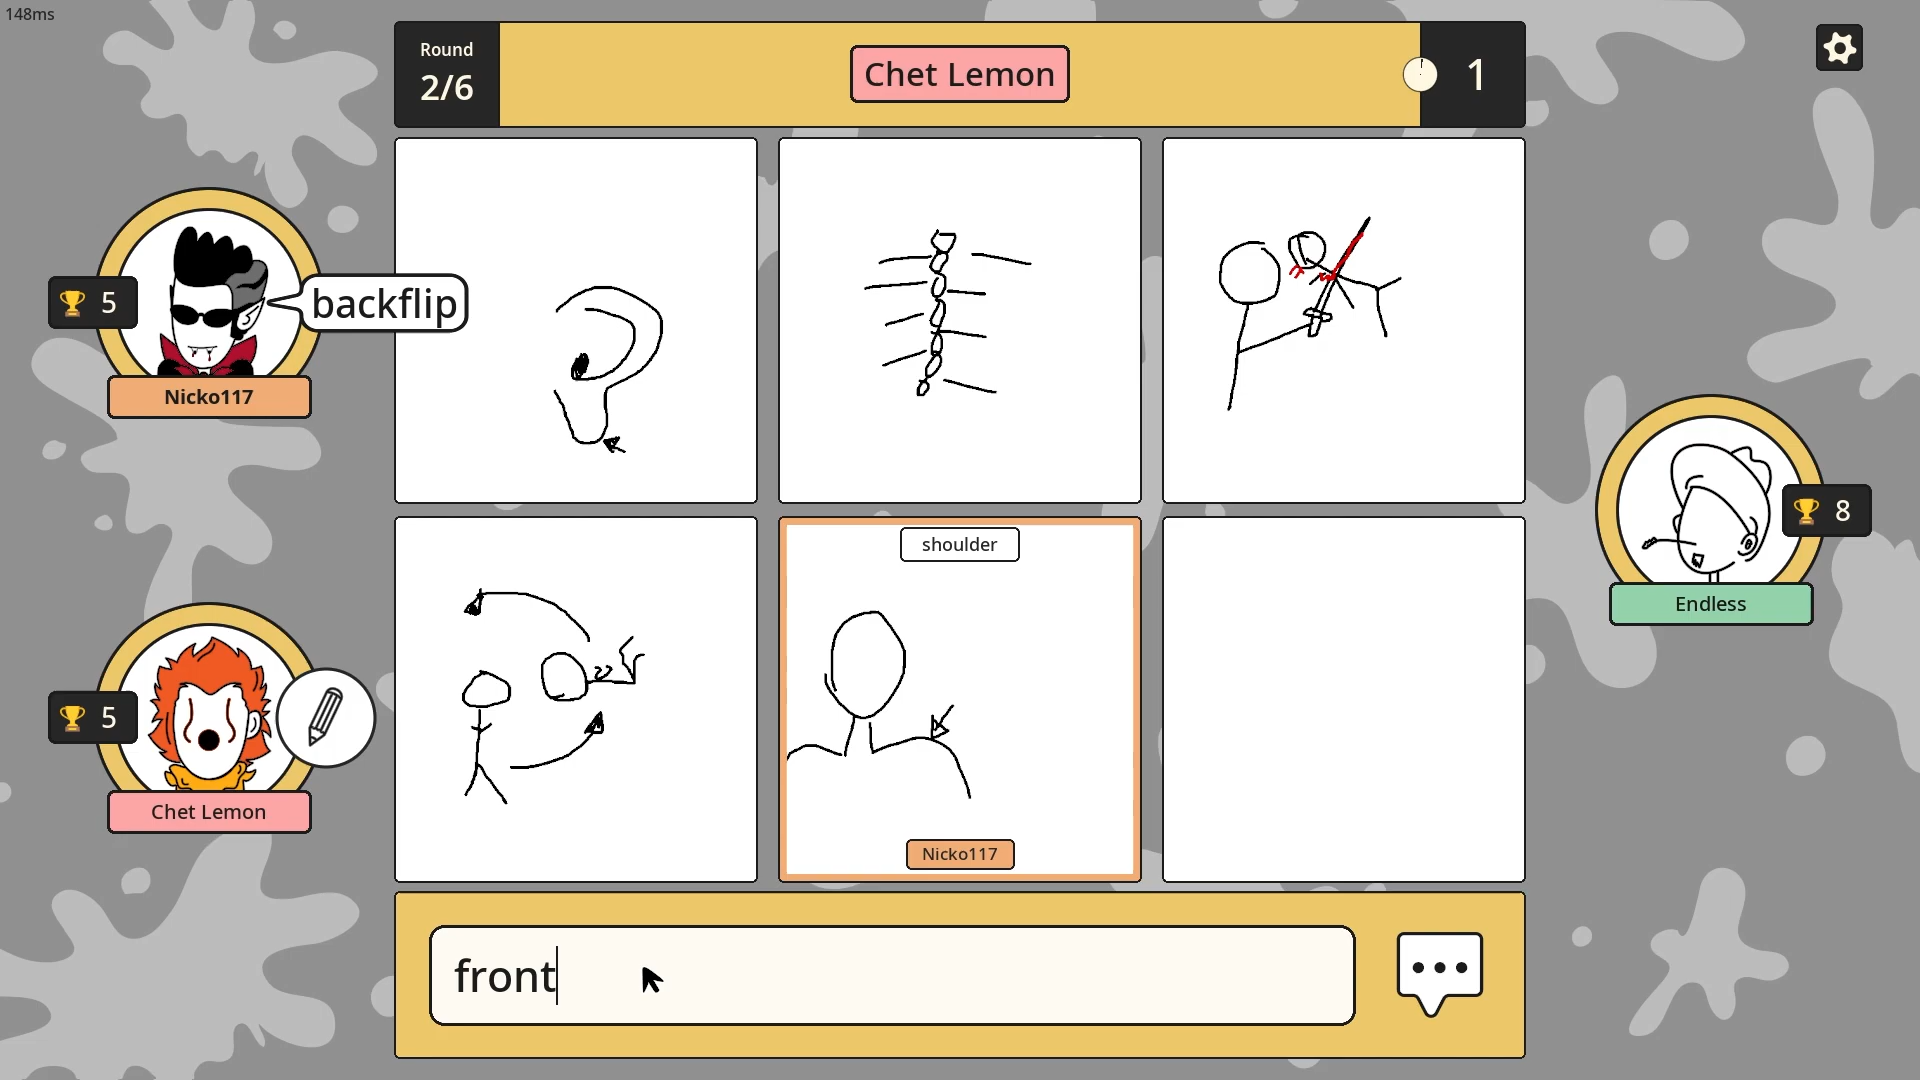 148ms
Round
2/6
Chet Lemon
1
5
backflip
Nicko117
shoulder
8
Endless
5
Chet Lemon
Nicko117
front